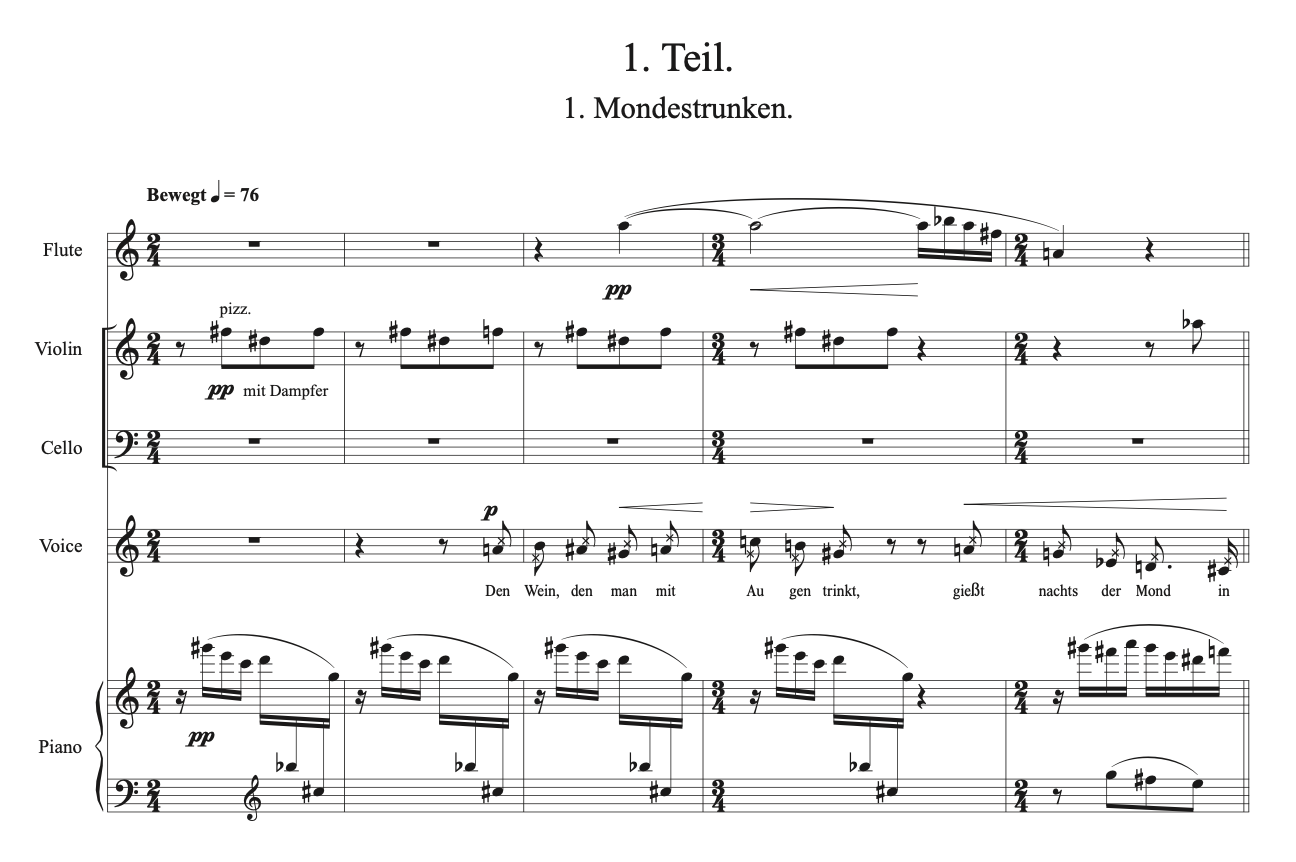 1. Teil.
1. Mondestrunken.
Bewegt ♩ = 76
Flute
pp
pizz.
Violin
pp mit Dampfer
Cello
p
Voice
Den Wein, den man mit Au gen trinkt, gießt nachts der Mond in
pp
Piano